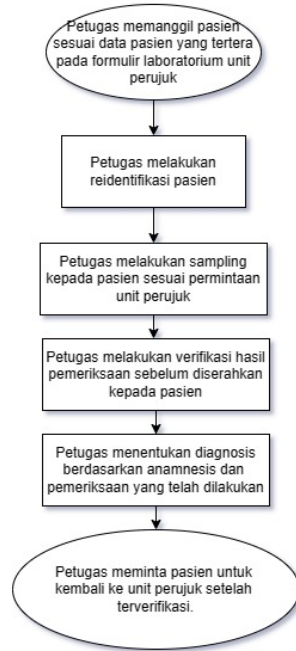 Petugas memanggil pasien
sesuai data pasien yang tertera
pada formulir laboratorium unit
perujuk
Petugas melakukan
reidentifikasi pasien
Petugas melakukan sampling
kepada pasien sesuai permintaan
unit perujuk
Petugas melakukan verifikasi hasil
pemeriksaan sebelum diserahkan
kepada pasien
Petugas menentukan diagnosis
berdasarkan anamnesis dan
pemeriksaan yang telah dilakukan
Petugas meminta pasien untuk
kembali ke unit perujuk setelah
terverifikasi.